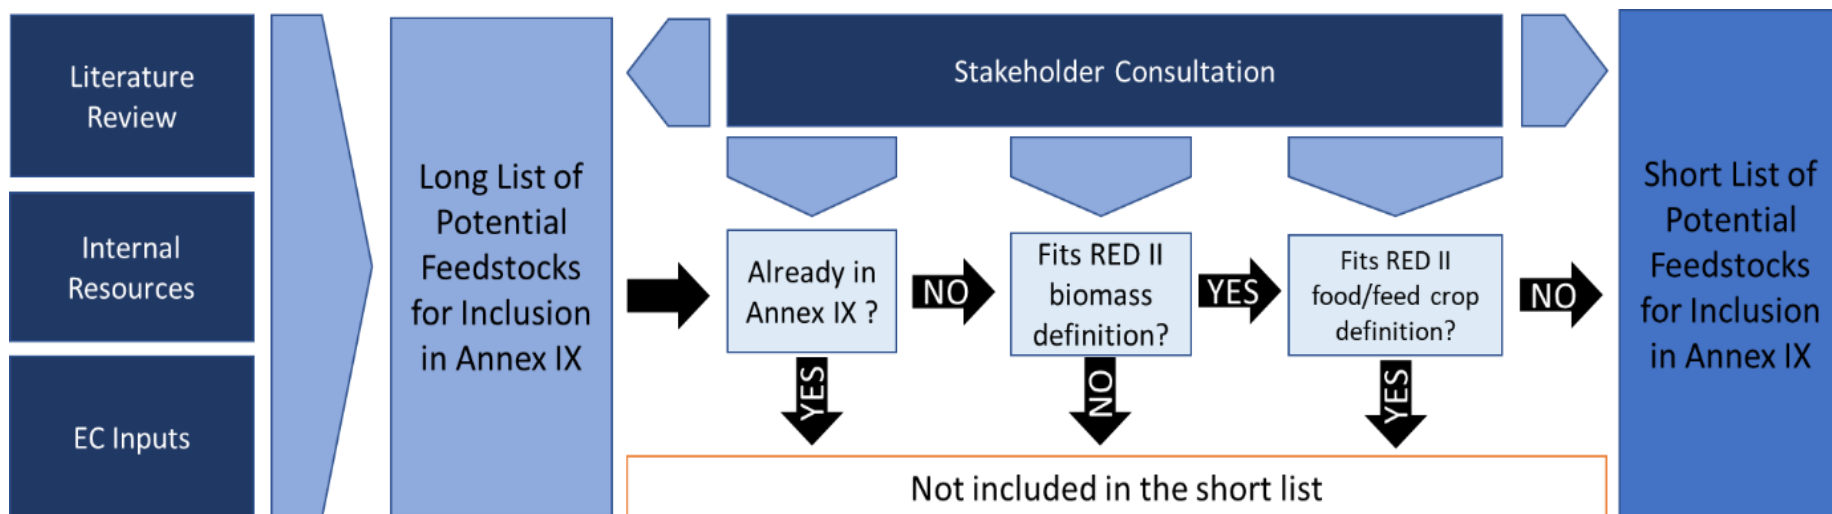 Literature
Review
Internal
Resources
EC Inputs
Long List of
Potential
Feedstocks
for Inclusion
in Annex IX
Stakeholder Consultation
Already in
Annex IX ?
NO
Fits RED II
biomass
definition?
YES
Fits RED II
food/feed crop
definition?
NO
YES
NO
YES
Not included in the short list
Short List of
Potential
Feedstocks
for Inclusion
in Annex IX